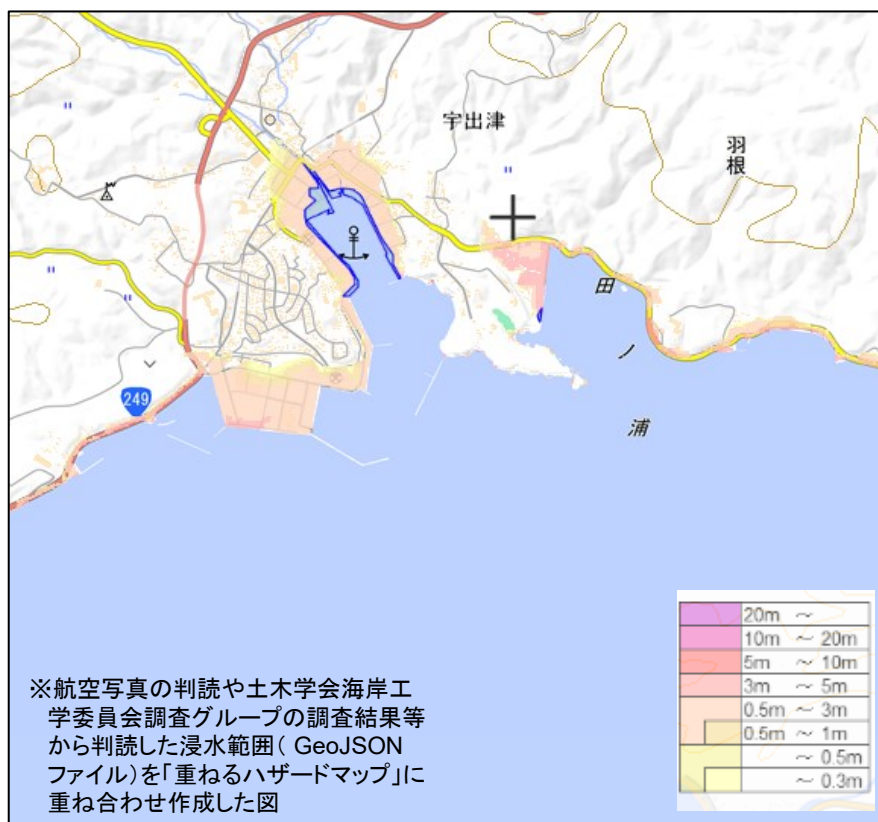 宇出津
羽根
田ノ浦
249
20m ～
10m ～ 20m
5m ～ 10m
3m ～ 5m
0.5m ～ 3m
0.5m ～ 1m
～ 0.5m
～ 0.3m
※航空写真の判読や土木学会海岸工
学委員会調査グループの調査結果等
から判読した浸水範囲( GeoJSON
ファイル)を「重ねるハザードマップ」に
重ね合わせ作成した図